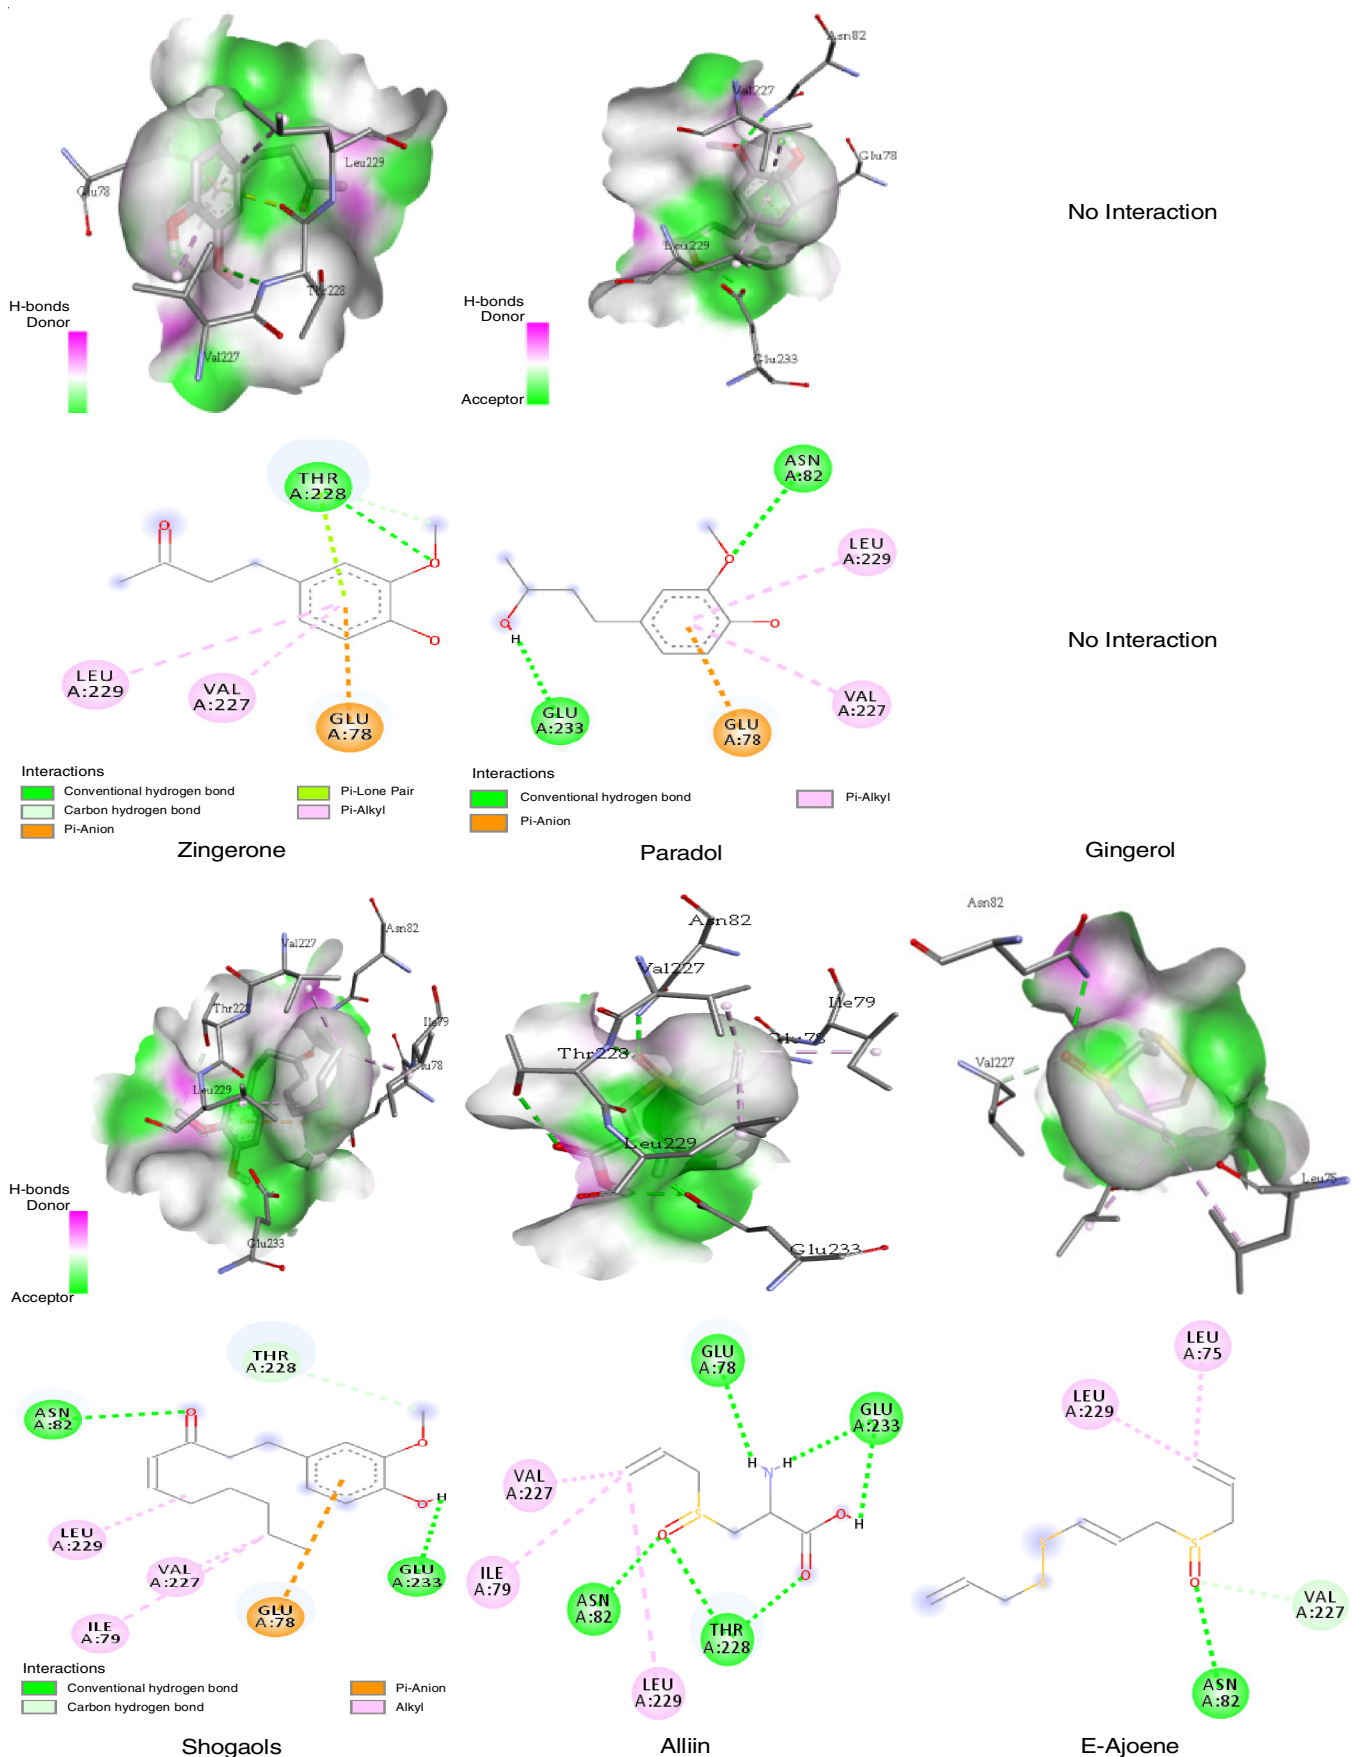 Asn82
Val227
Leu229
Glu78
Glu78
Thr228
Leu229
Val227
Glu233
H-bonds
Donor
H-bonds
Donor
Acceptor
No Interaction
THR
A:228
O
O
O
LEU
A:229
VAL
A:227
GLU
A:78
ASN
A:82
LEU
A:229
O
O
O
H
GLU
A:233
GLU
A:78
VAL
A:227
No Interaction
Interactions
Conventional hydrogen bond
Carbon hydrogen bond
Pi-Anion
Pi-Lone Pair
Pi-Alkyl
Interactions
Conventional hydrogen bond
Pi-Anion
Pi-Alkyl
Zingerone
Paradol
Gingerol
Asn82
Val227
Thr228
Ile79
Leu229
Glu233
H-bonds
Donor
Acceptor
Asn82
Val227
Ile79
Glu78
Thr228
Leu229
Glu233
Asn82
Val227
Leu75
THR
A:228
ASN
A:82
O
O
O
H
LEU
A:229
VAL
A:227
ILE
A:79
GLU
A:78
GLU
A:233
GLU
A:78
GLU
A:233
VAL
A:227
H
N
H
S
O
O
H
O
ILE
A:79
ASN
A:82
THR
A:228
LEU
A:229
LEU
A:75
LEU
A:229
S
S
S
O
VAL
A:227
ASN
A:82
Interactions
Conventional hydrogen bond
Carbon hydrogen bond
Pi-Anion
Alkyl
Shogaols
Alliin
E-Ajoene